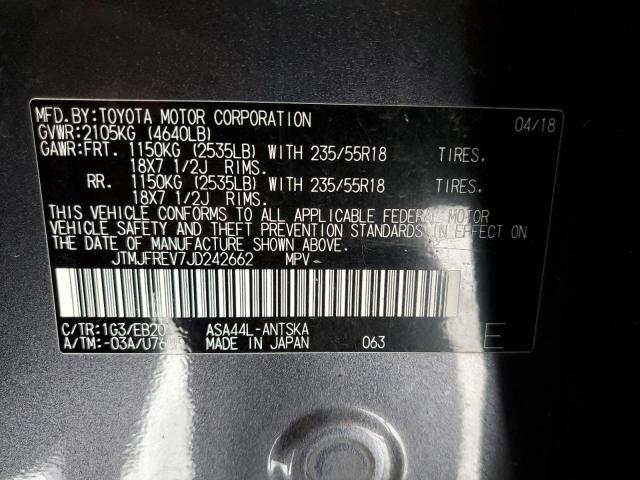 MFD.BY:TOYOTA MOTOR CORPORATION 04/18
GVWR:2105KG (4640LB)
GAWR:FRT. 1150KG (2535LB) WITH 235/55R18 TIRES.
18X7 1/2J RIMS.
RR. 1150KG (2535LB) WITH 235/55R18 TIRES.
18X7 1/2J RIMS.
THIS VEHICLE CONFORMS TO ALL APPLICABLE FEDERAL MOTOR
VEHICLE SAFETY AND THEFT PREVENTION STANDARDS IN EFFECT ON
THE DATE OF MANUFACTURE SHOWN ABOVE.
JTMJFREV7JD242662 MPV
C/TR:1G3/EB20 ASA44L-ANTSKA
A/TM:-03A/ MADE IN JAPAN 063 E